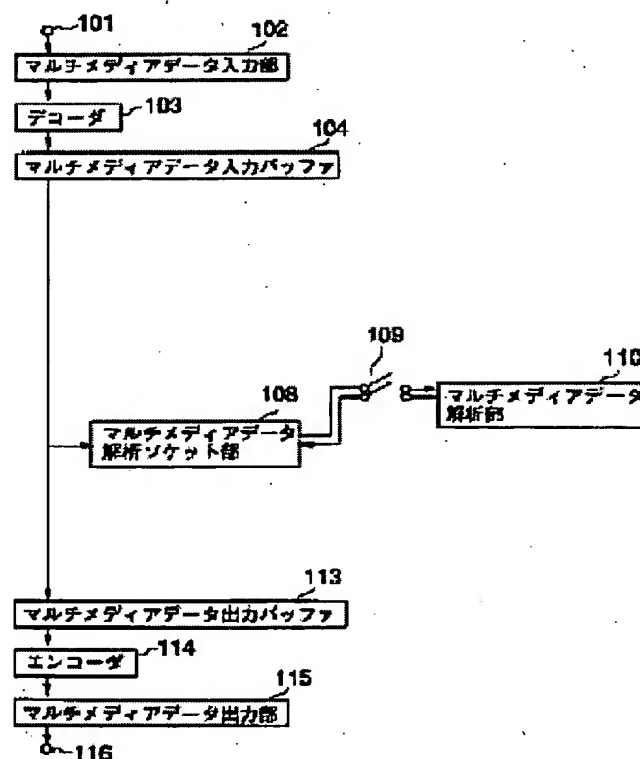 101
102
マルチメディアデータ入力部
103
デコーダ
104
マルチメディアデータ入力バッファ
109
110
108
マルチメディアデータ
解析部
マルチメディアデータ
解析ソケット部
113
マルチメディアデータ出力バッファ
114
エンコーダ
115
マルチメディアデータ出力部
116